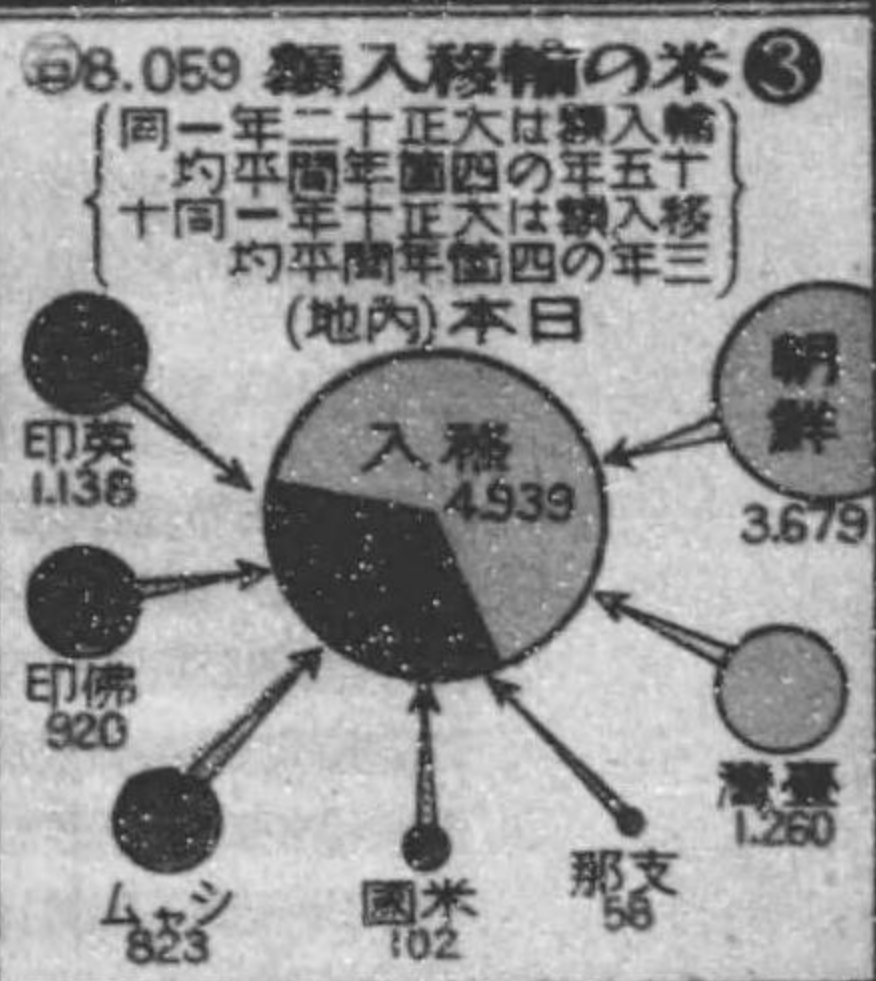 ③米の輸移入額 8.059
輸入額は大正十二年—同
十五年の四箇年間平均
移入額は大正十年—同十
三年の四箇年間平均
日本(內地)
朝鮮
3.679
移入
4.939
英印
1.138
佛印
920
臺灣
1.260
シャム
823
米國
102
支那
58